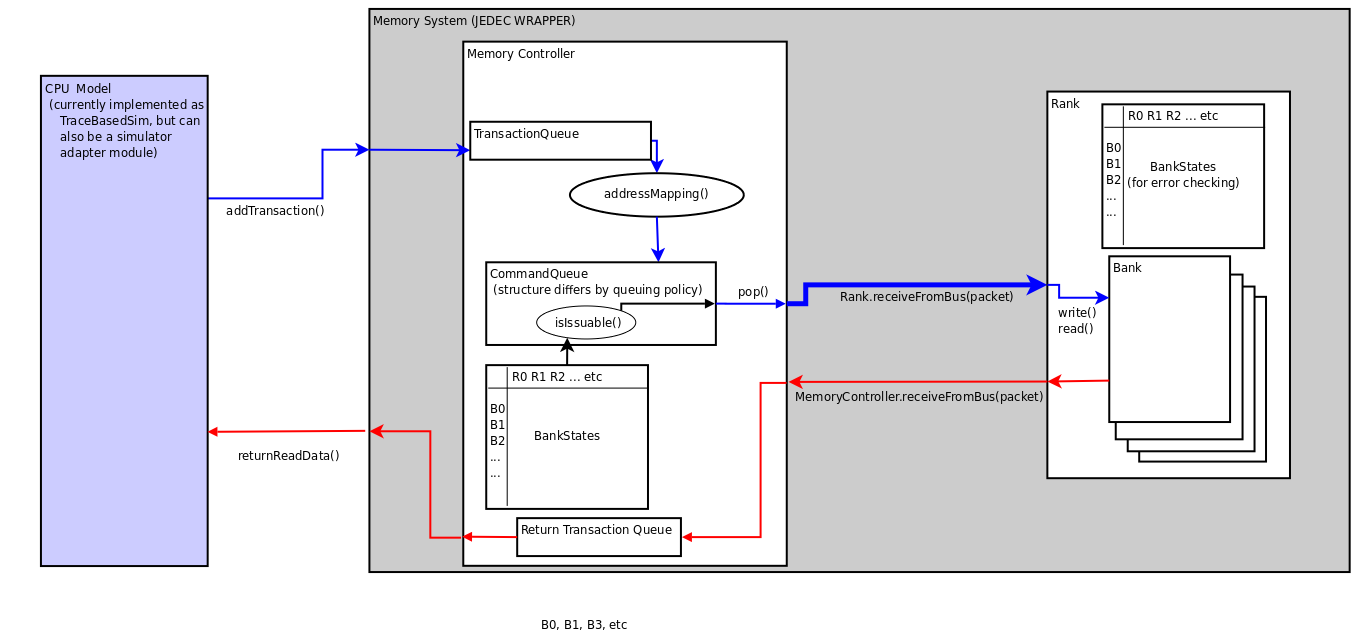 Memory System (JEDEC WRAPPER)
Memory Controller
CPU Model
(currently implemented as
TraceBasedSim, but can
also be a simulator
adapter module)
addTransaction()
returnReadData()
TransactionQueue
addressMapping()
CommandQueue
(structure differs by queuing policy)
isIssuable()
pop()
R0 R1 R2 ... etc
B0
B1
B2
...
...
BankStates
Return Transaction Queue
Rank.receiveFromBus(packet)
MemoryController.receiveFromBus(packet)
Rank
R0 R1 R2 ... etc
B0
B1
B2
...
...
BankStates
(for error checking)
Bank
write()
read()
B0, B1, B3, etc